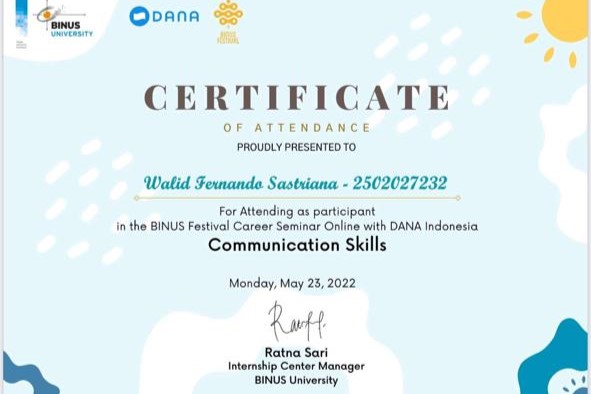 BINUS
UNIVERSITY
DANA
BINUS
FESTIVAL
CERTIFICATE
OF ATTENDANCE
PROUDLY PRESENTED TO
Walid Fernando Sastriana - 2502027232
For Attending as participant
in the BINUS Festival Career Seminar Online with DANA Indonesia
Communication Skills
Monday, May 23, 2022
Ratna Sari
Internship Center Manager
BINUS University